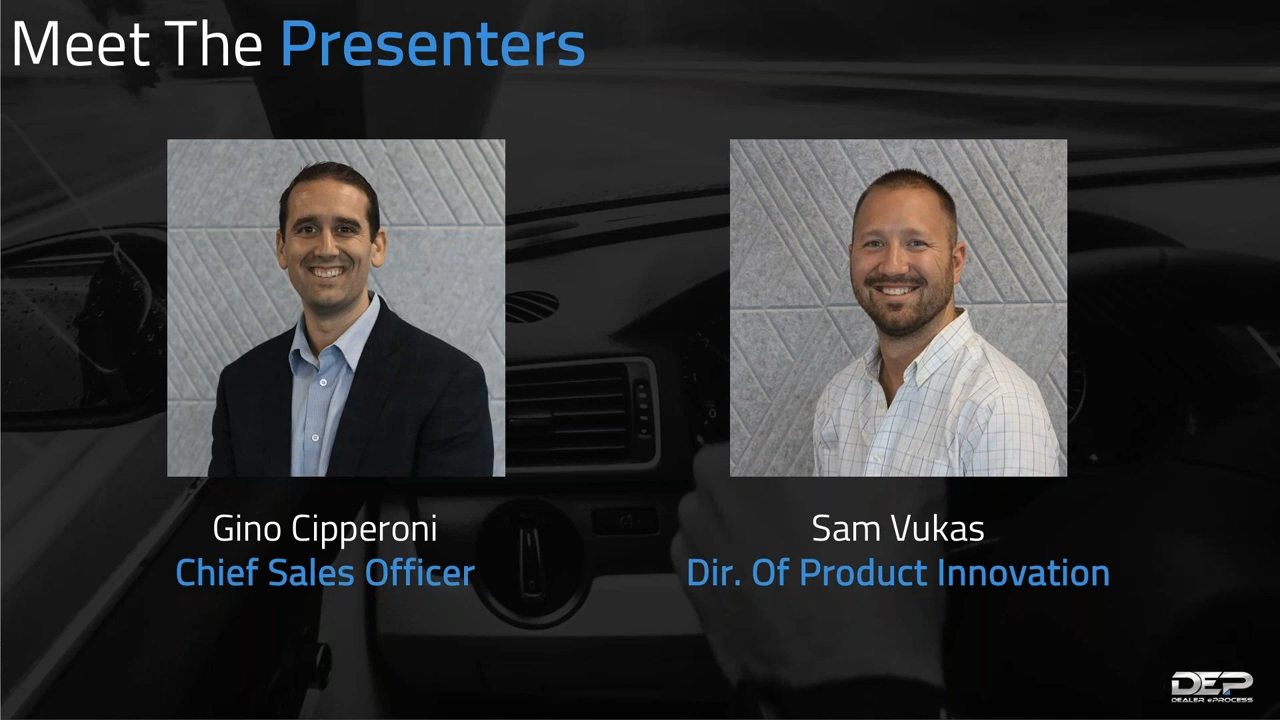 Meet The Presenters
Gino Cipperoni
Chief Sales Officer
Sam Vukas
Dir. Of Product Innovation
DEP
DEALER ePROCESS